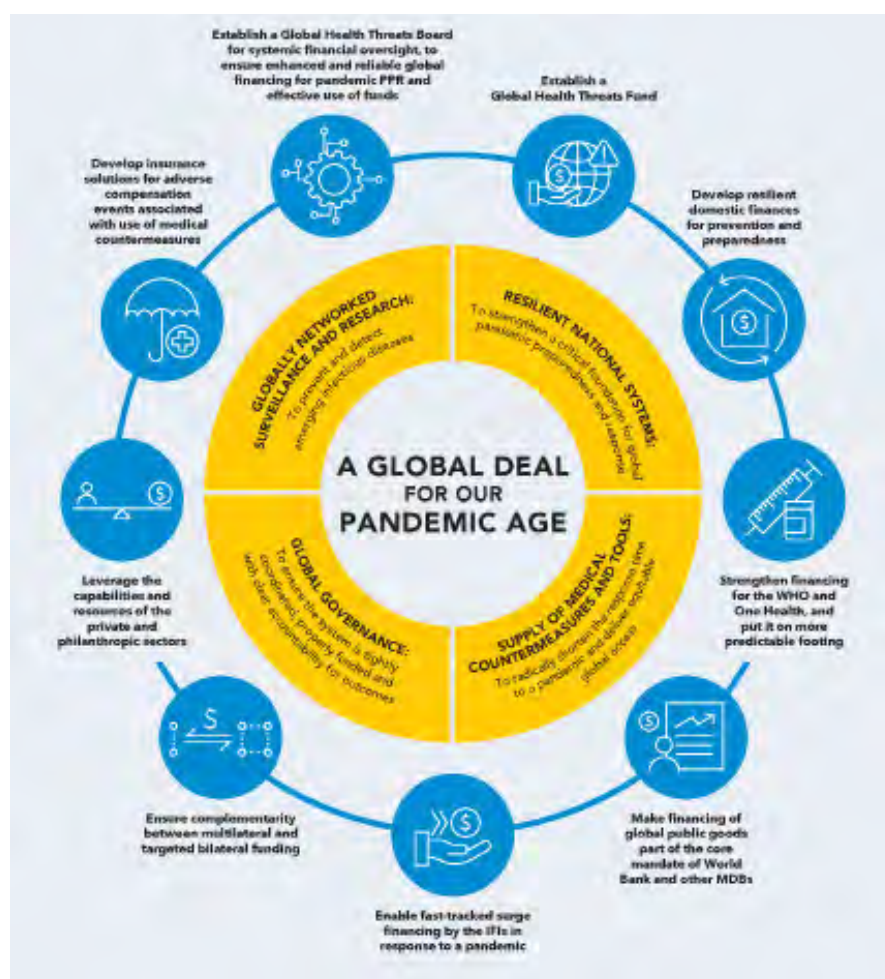 Establish a Global Health Threats Board
for systemic financial oversight, to
ensure enhanced and reliable global
financing for pandemic PPR and
effective use of funds
Establish a
Global Health Threats Fund
Develop insurance
solutions for adverse
compensation
events associated
with use of medical
countermeasures
Develop resilient
domestic finances
for prevention and
preparedness
GLOBALLY NETWORKED
SURVEILLANCE AND RESEARCH:
To prevent and detect
emerging infectious diseases
RESILIENT NATIONAL SYSTEMS:
To strengthen a critical foundation for global
pandemic preparedness and response
A GLOBAL DEAL
FOR OUR
PANDEMIC AGE
GLOBAL GOVERNANCE:
To ensure the system is tightly
coordinated, properly funded and
with clear accountability for outcomes
SUPPLY OF MEDICAL
COUNTERMEASURES AND TOOLS:
To radically shorten the response time
to a pandemic and deliver equitable
global access
Leverage the
capabilities and
resources of the
private and
philanthropic sectors
Strengthen financing
for the WHO and
One Health, and
put it on more
predictable footing
Ensure complementarity
between multilateral and
targeted bilateral funding
Make financing of
global public goods
part of the core
mandate of World
Bank and other MDBs
Enable fast-tracked surge
financing by the IFIs in
response to a pandemic